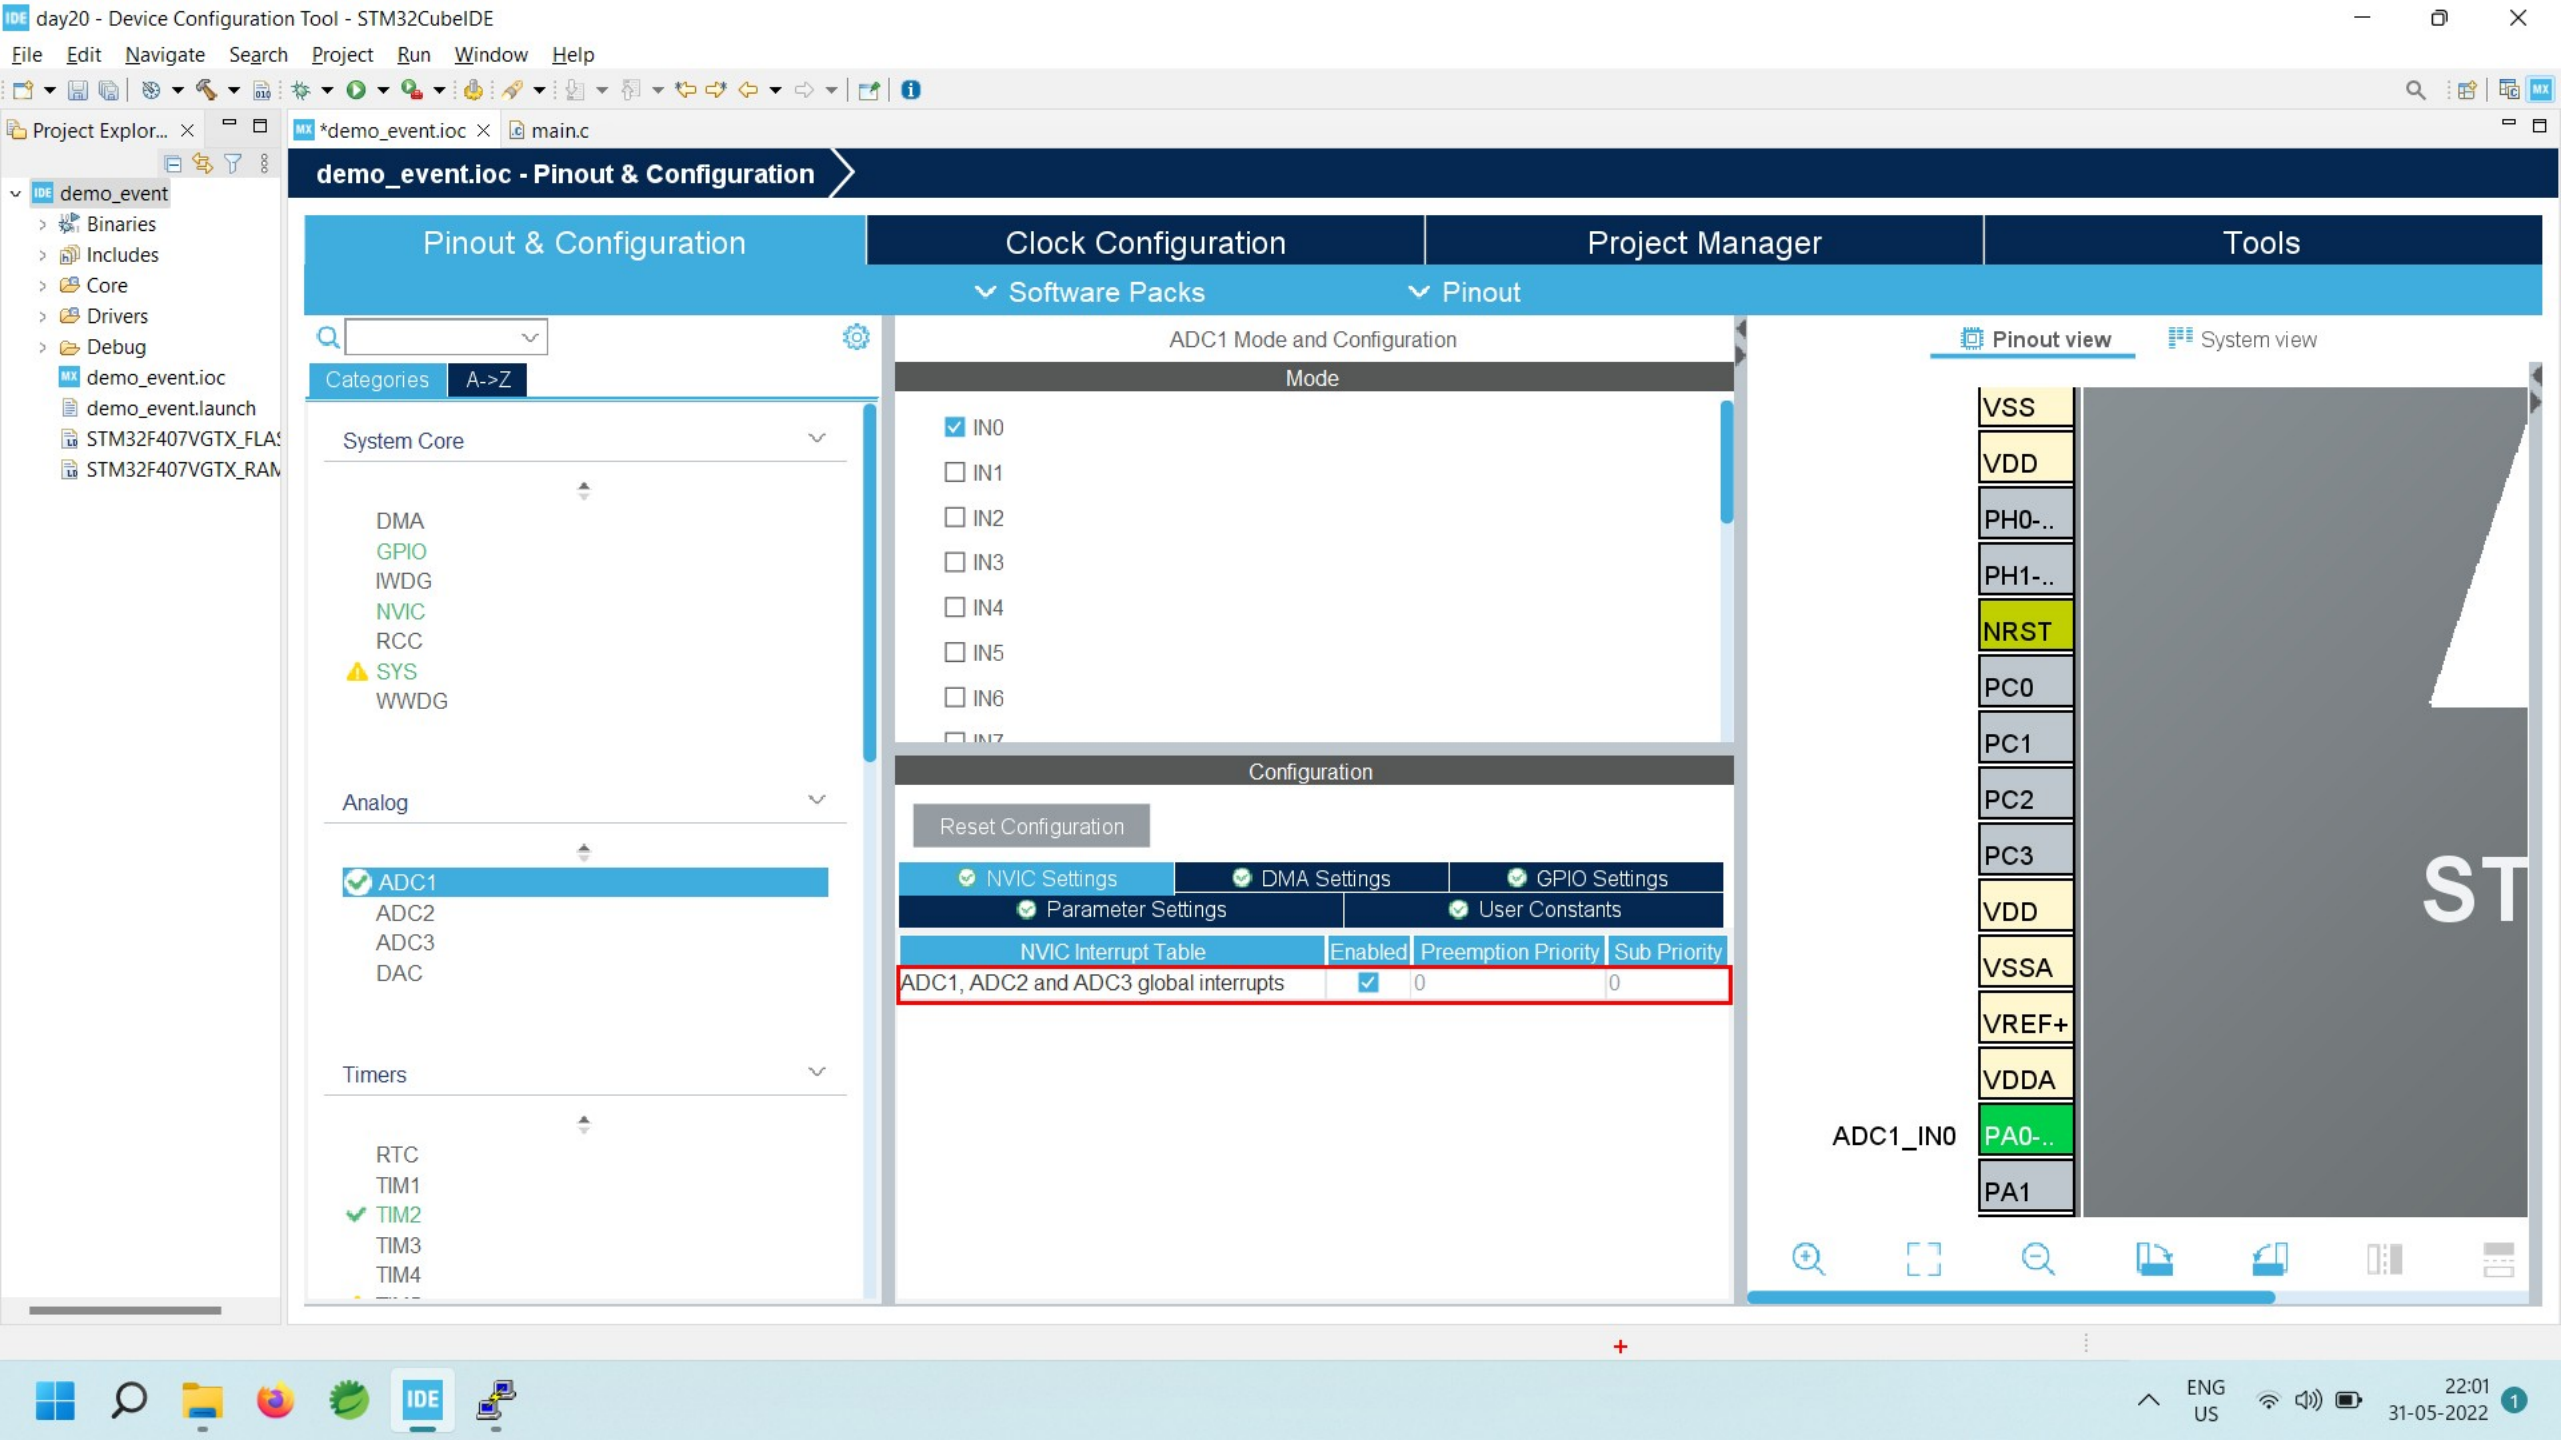 IDE day20 - Device Configuration Tool - STM32CubeIDE
File Edit Navigate Search Project Run Window Help
Project Explor...
MX *demo_event.ioc
main.c
demo_event
Binaries
Includes
Core
Drivers
Debug
MX demo_event.ioc
demo_event.launch
STM32F407VGTX_FLAS
STM32F407VGTX_RAM
demo_event.ioc - Pinout & Configuration
Pinout & Configuration
Clock Configuration
Project Manager
Tools
Software Packs
Pinout
Categories
A->Z
System Core
DMA
GPIO
IWDG
NVIC
RCC
SYS
WWDG
Analog
ADC1
ADC2
ADC3
DAC
Timers
RTC
TIM1
TIM2
TIM3
TIM4
ADC1 Mode and Configuration
Mode
IN0
IN1
IN2
IN3
IN4
IN5
IN6
IN7
Configuration
Reset Configuration
NVIC Settings
DMA Settings
GPIO Settings
Parameter Settings
User Constants
NVIC Interrupt Table Enabled Preemption Priority Sub Priority
ADC1, ADC2 and ADC3 global interrupts 0 0
Pinout view
System view
VSS
VDD
PH0-..
PH1-..
NRST
PC0
PC1
PC2
PC3
VDD
VSSA
VREF+
VDDA
ADC1_IN0 PA0-..
PA1
ST
IDE
ENG
US
22:01
31-05-2022
1